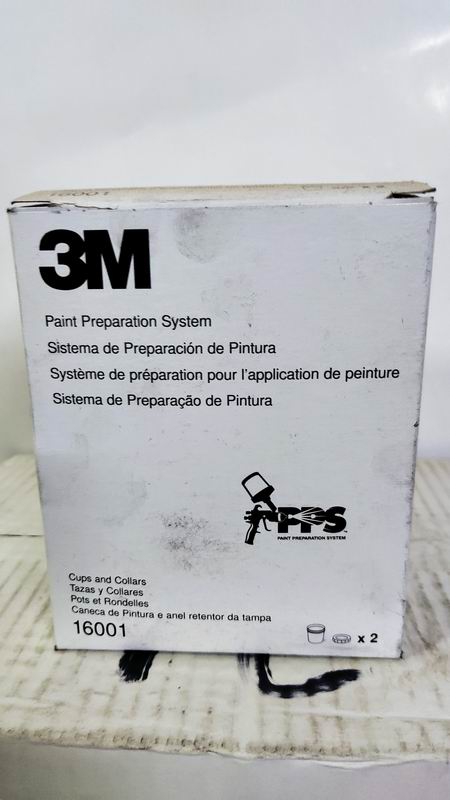 16001
3M
Paint Preparation System
Sistema de Preparación de Pintura
Système de préparation pour l'application de peinture
Sistema de Preparação de Pintura
PPS
PAINT PREPARATION SYSTEM
Cups and Collars
Tazas y Collares
Pots et Rondelles
Caneca de Pintura e anel retentor da tampa
16001
x 2